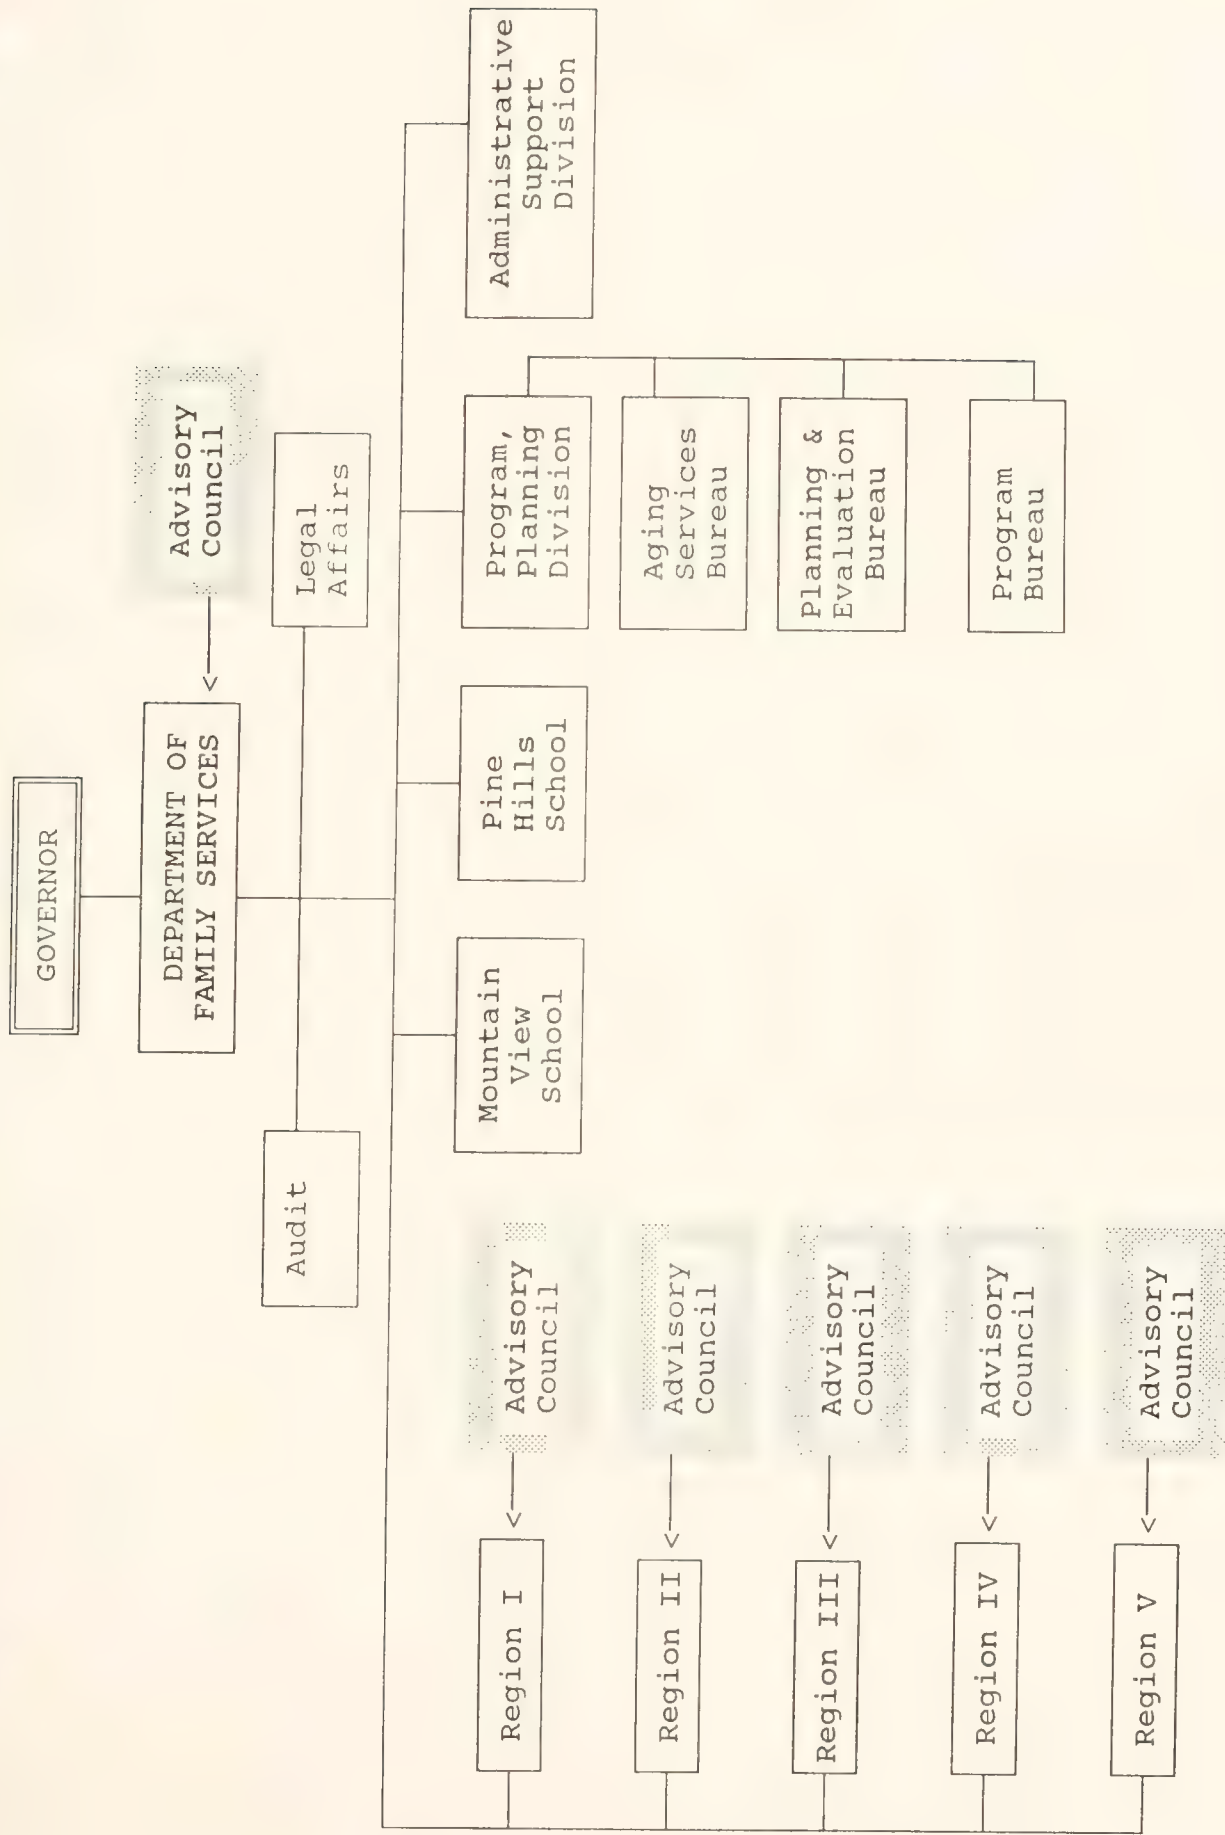 GOVERNOR
DEPARTMENT OF
FAMILY SERVICES
Advisory
Council
Audit
Legal
Affairs
Mountain
View
School
Pine
Hills
School
Program,
Planning
Division
Administrative
Support
Division
Region I
Advisory
Council
Aging
Services
Bureau
Region II
Advisory
Council
Planning &
Evaluation
Bureau
Region III
Advisory
Council
Program
Bureau
Region IV
Advisory
Council
Region V
Advisory
Council